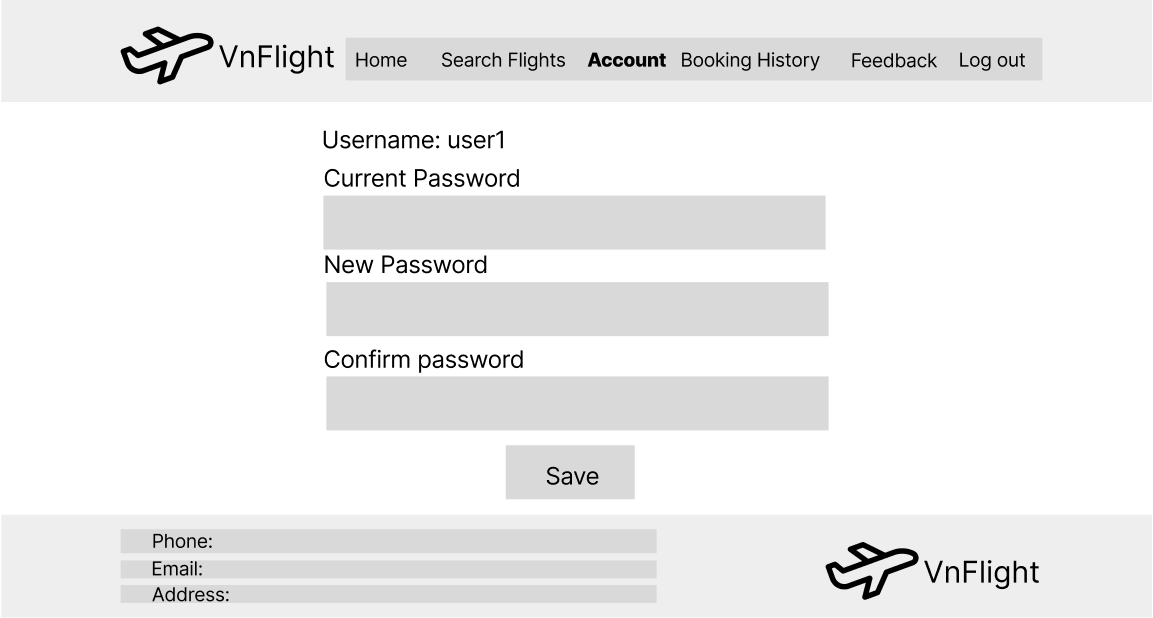 VnFlight Home Search Flights Account Booking History Feedback Log out
Username: user1
Current Password
New Password
Confirm password
Save
Phone:
Email:
Address:
VnFlight